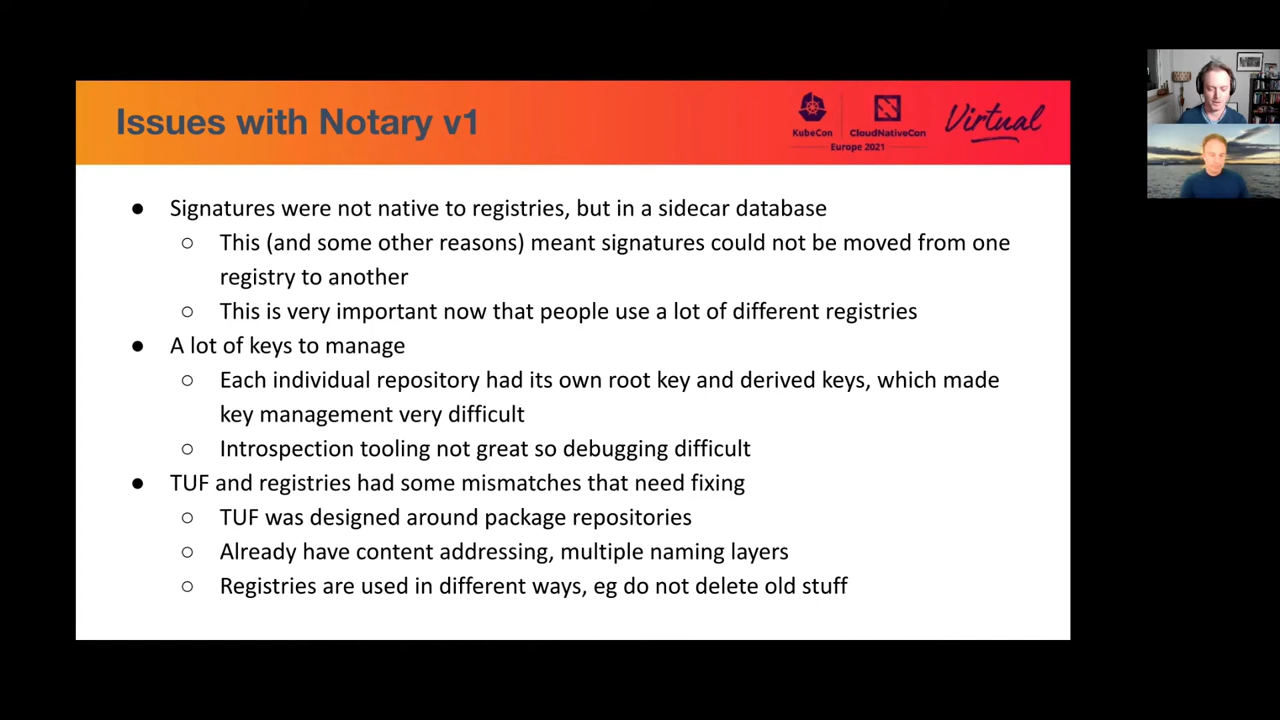 Issues with Notary v1
KubeCon
CloudNativeCon
Europe 2021
Virtual
● Signatures were not native to registries, but in a sidecar database
○ This (and some other reasons) meant signatures could not be moved from one
registry to another
○ This is very important now that people use a lot of different registries
● A lot of keys to manage
○ Each individual repository had its own root key and derived keys, which made
key management very difficult
○ Introspection tooling not great so debugging difficult
● TUF and registries had some mismatches that need fixing
○ TUF was designed around package repositories
○ Already have content addressing, multiple naming layers
○ Registries are used in different ways, eg do not delete old stuff